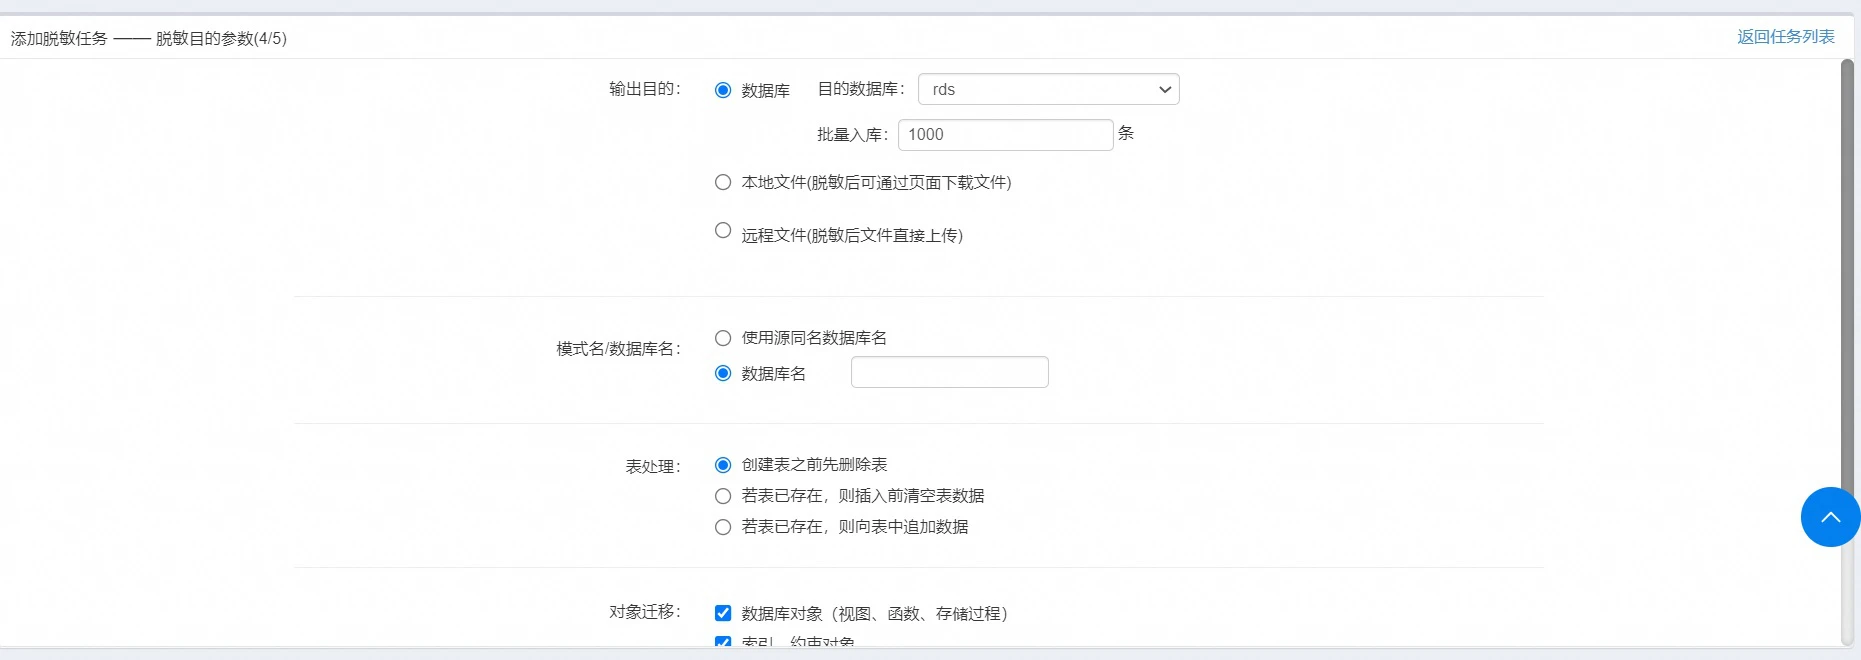 添加脱敏任务 —— 脱敏目的参数(4/5)
返回任务列表
输出目的：
数据库
目的数据库：
rds
批量入库：
1000
条
本地文件(脱敏后可通过页面下载文件)
远程文件(脱敏后文件直接上传)
模式名/数据库名：
使用源同名数据库名
数据库名
表处理：
创建表之前先删除表
若表已存在，则插入前清空表数据
若表已存在，则向表中追加数据
对象迁移：
数据库对象（视图、函数、存储过程）
索引、约束对象